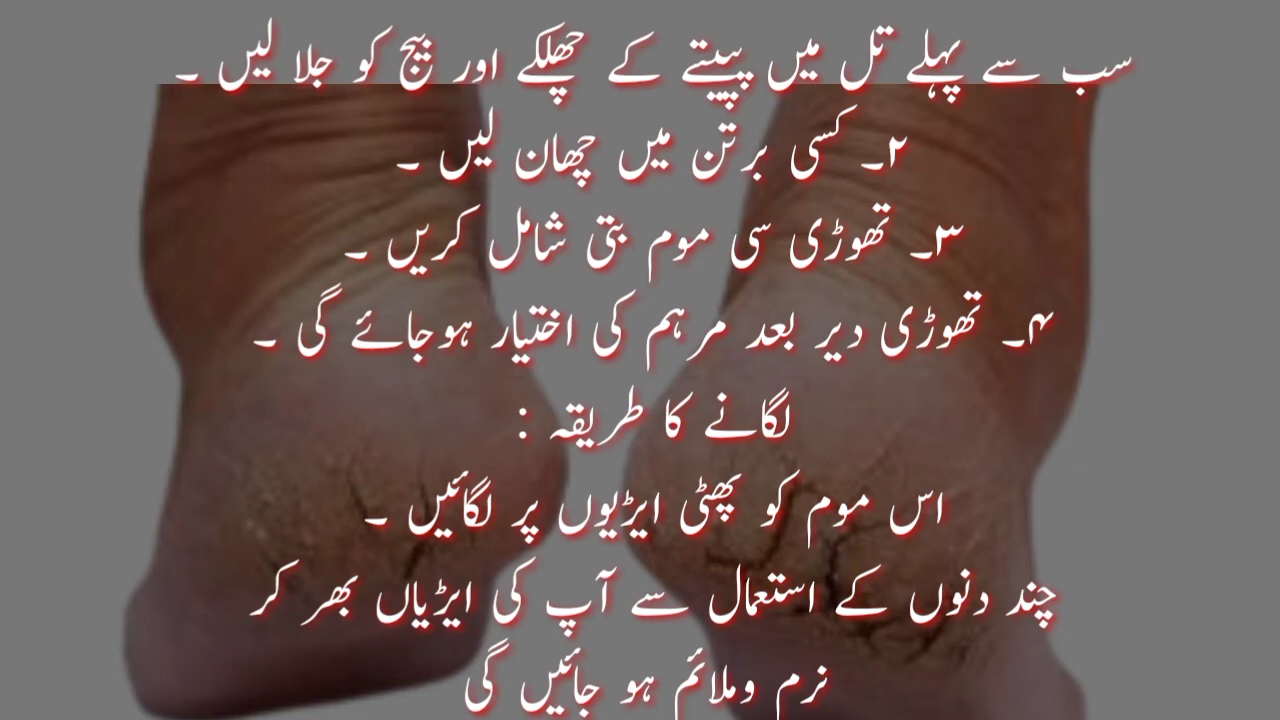 سب سے پہلے تل میں پپیتے کے چھلکے اور بیج کو جلا لیں ۔
۲۔ کسی برتن میں چھان لیں ۔
۳۔ تھوڑی سی موم بتی شامل کریں ۔
۴۔ تھوڑی دیر بعد مرہم کی اختیار ہوجائے گی ۔
لگانے کا طریقہ :
اس موم کو پھٹی ایڑیوں پر لگائیں ۔
چند دنوں کے استعمال سے آپ کی ایڑیاں بھر کر
نرم وملائم ہو جائیں گی